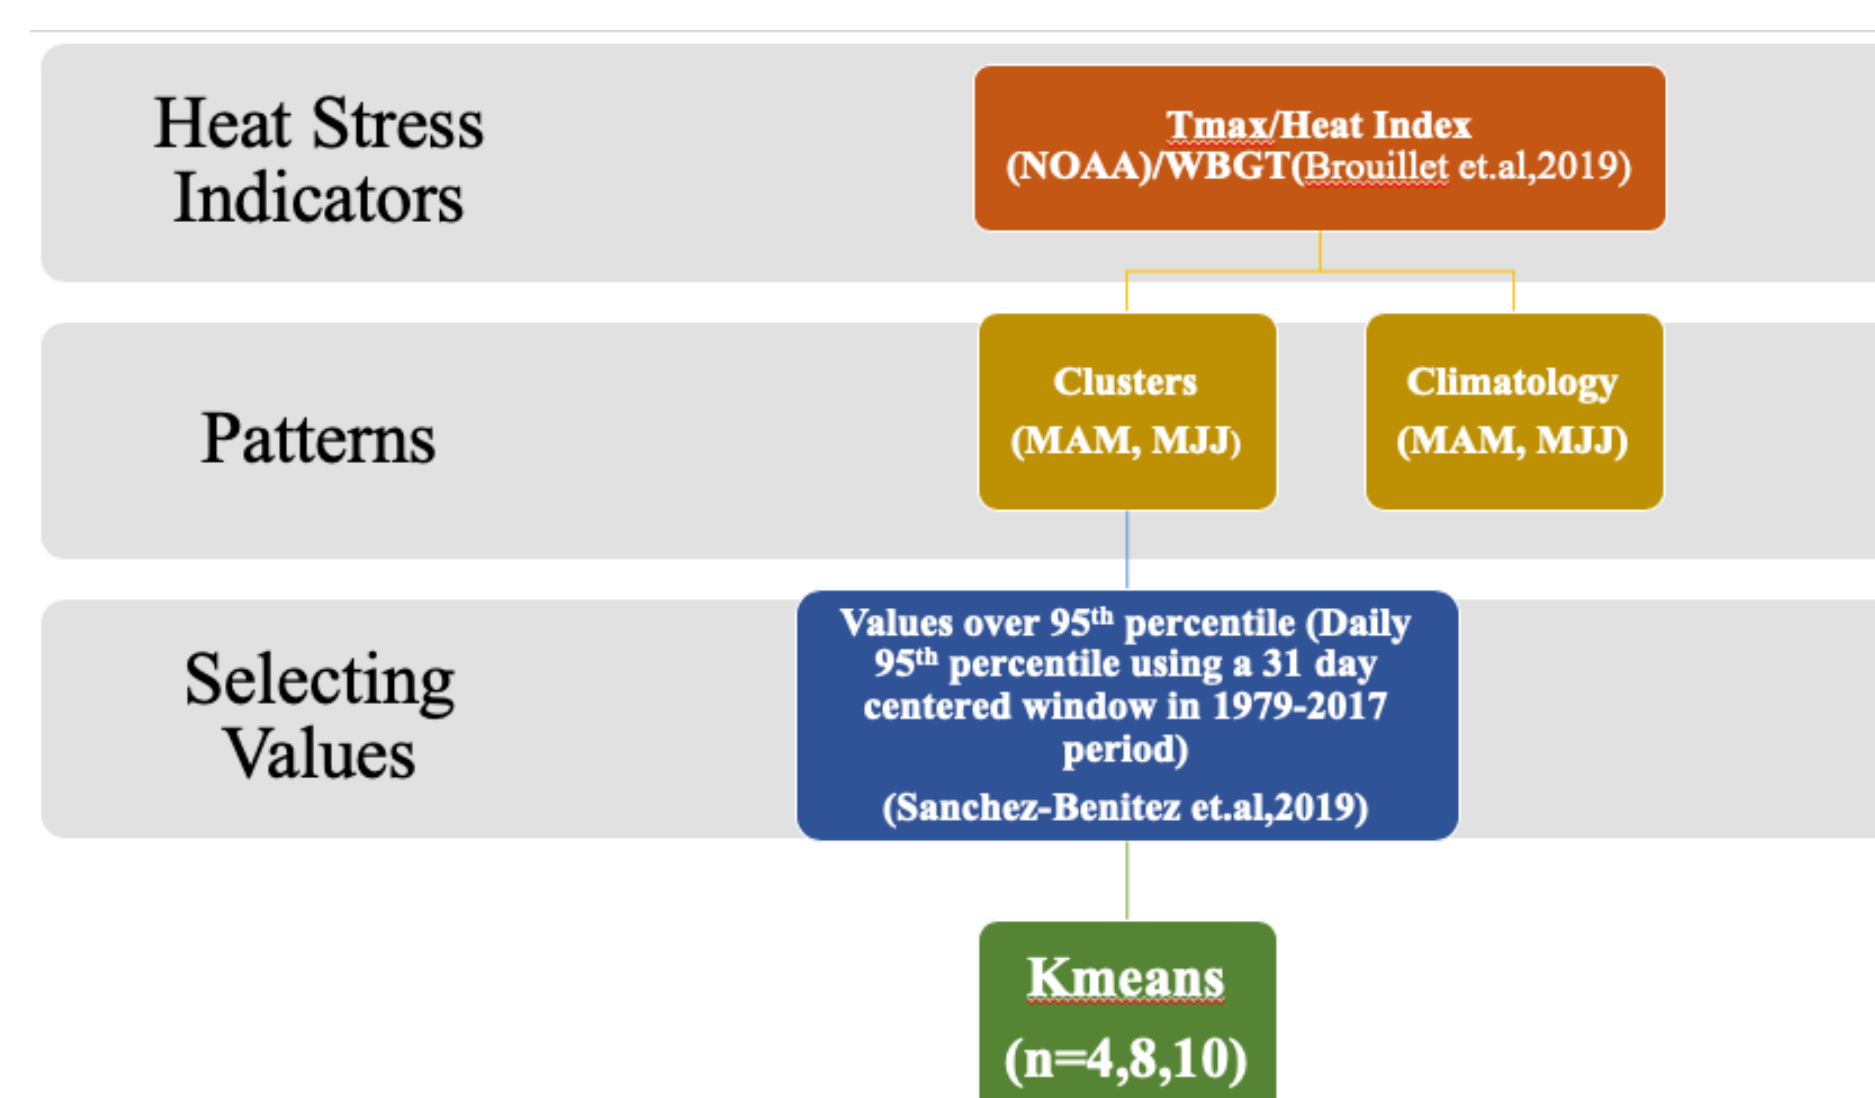 Heat Stress
Indicators
Tmax/Heat Index
(NOAA)/WBGT(Brouillet et.al,2019)
Patterns
Clusters
(MAM, MJJ)
Climatology
(MAM, MJJ)
Selecting
Values
Values over 95th percentile (Daily
95th percentile using a 31 day
centered window in 1979-2017
period)
(Sanchez-Benitez et.al,2019)
Kmeans
(n=4,8,10)